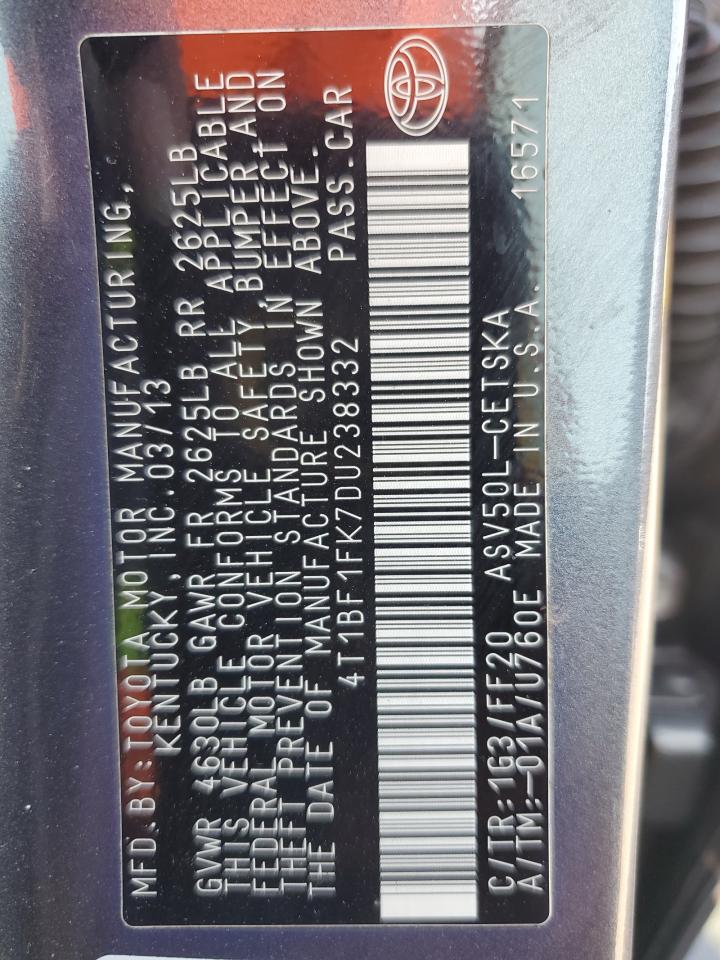 MFD.BY:TOYOTA MOTOR MANUFACTURING,
KENTUCKY, INC.03/13
GVWR 4630LB GAWR FR 2625LB RR 2625LB
THIS VEHICLE CONFORMS TO ALL APPLICABLE
FEDERAL MOTOR VEHICLE SAFETY, BUMPER AND
THEFT PREVENTION STANDARDS IN EFFECT ON
THE DATE OF MANUFACTURE SHOWN ABOVE.
4T1BF1FK7DU238332 PASS.CAR
C/TR:1G3/FF20 ASV50L-CETSKA
A/TM:-01A/U760E MADE IN U.S.A. 16571